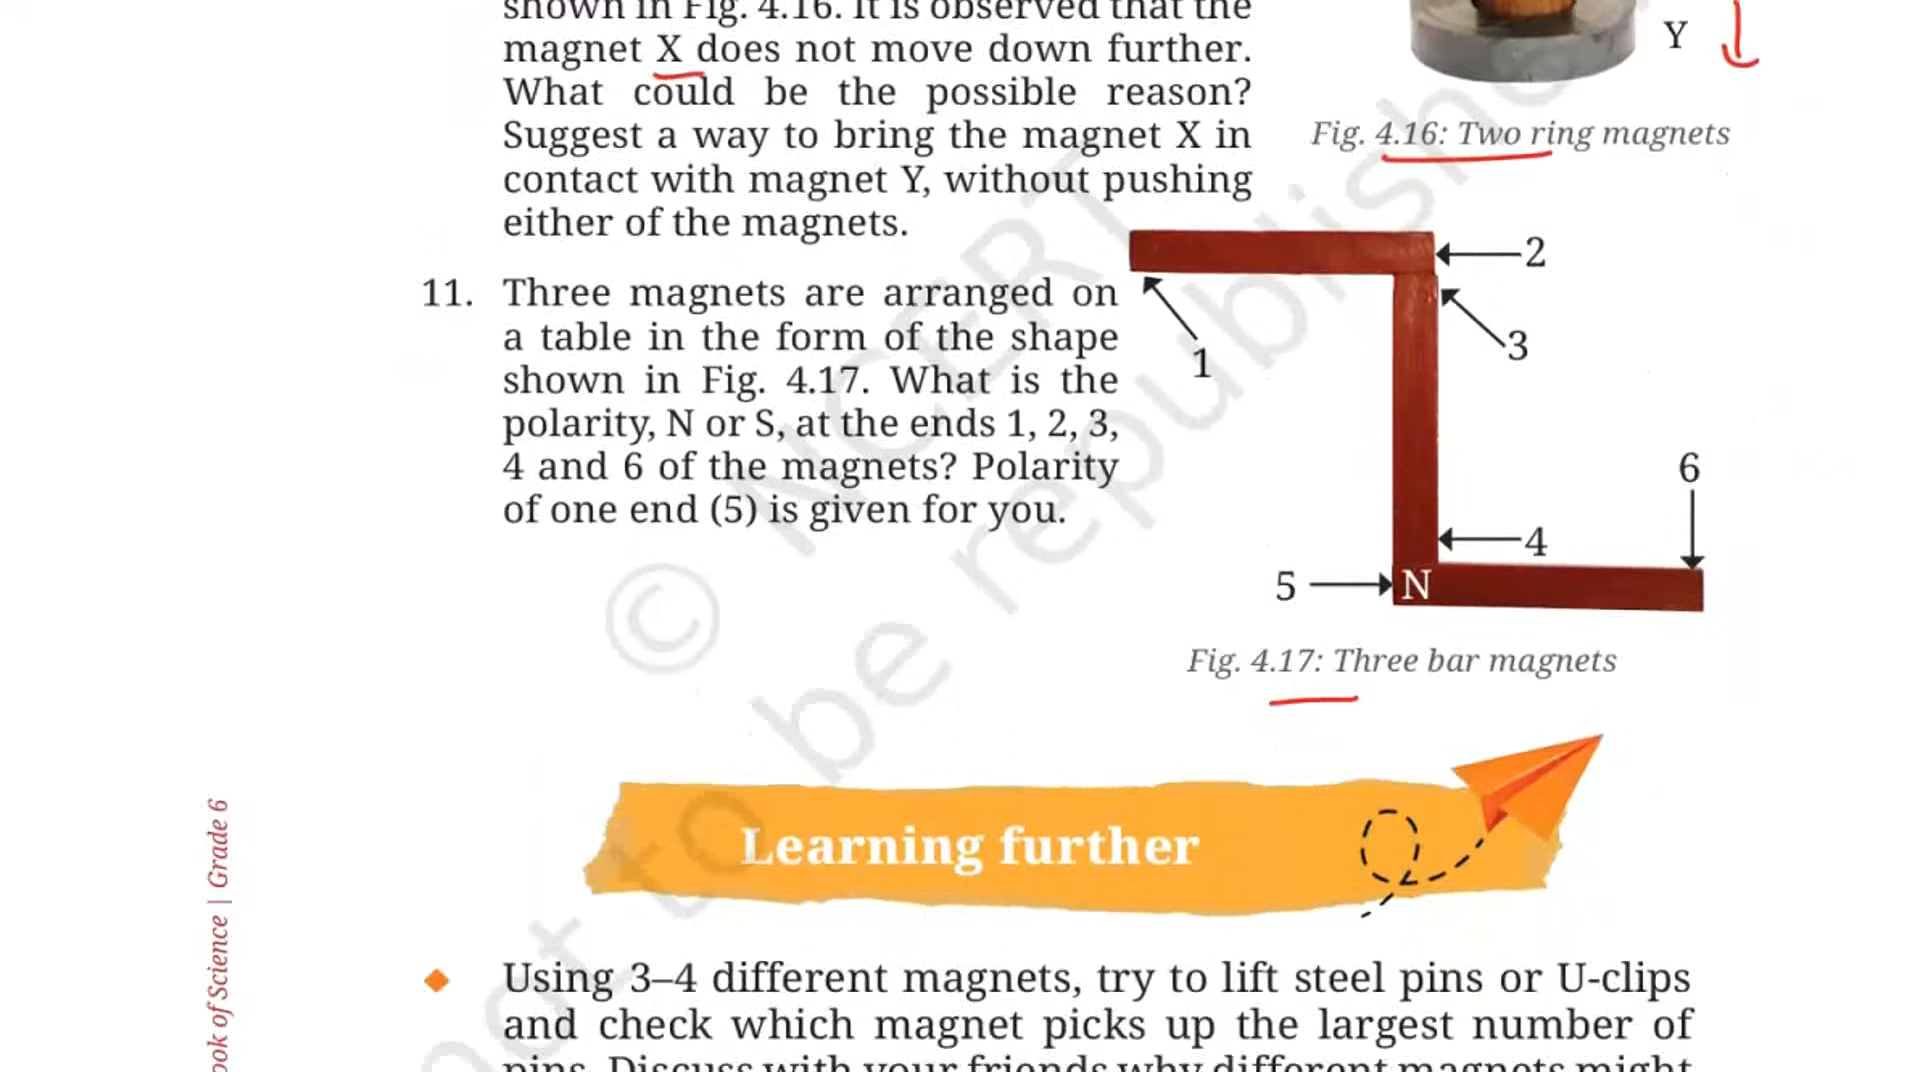 shown in Fig. 4.16. It is observed that the
magnet X does not move down further.
What could be the possible reason?
Suggest a way to bring the magnet X in
contact with magnet Y, without pushing
either of the magnets.
Y
Fig. 4.16: Two ring magnets
11. Three magnets are arranged on
a table in the form of the shape
shown in Fig. 4.17. What is the
polarity, N or S, at the ends 1, 2, 3,
4 and 6 of the magnets? Polarity
of one end (5) is given for you.
2
3
1
6
4
5
N
Fig. 4.17: Three bar magnets
Learning further
Using 3–4 different magnets, try to lift steel pins or U-clips
and check which magnet picks up the largest number of
pins. Discuss with your friends why different magnets might
ook of Science | Grade 6
© NCERT
not to be republished